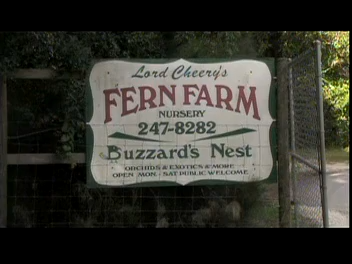 Lord Cheery's
FERN FARM
NURSERY
247-8282
Buzzard's Nest
ORCHIDS & EXOTICS & MORE
OPEN MON - SAT PUBLIC WELCOME